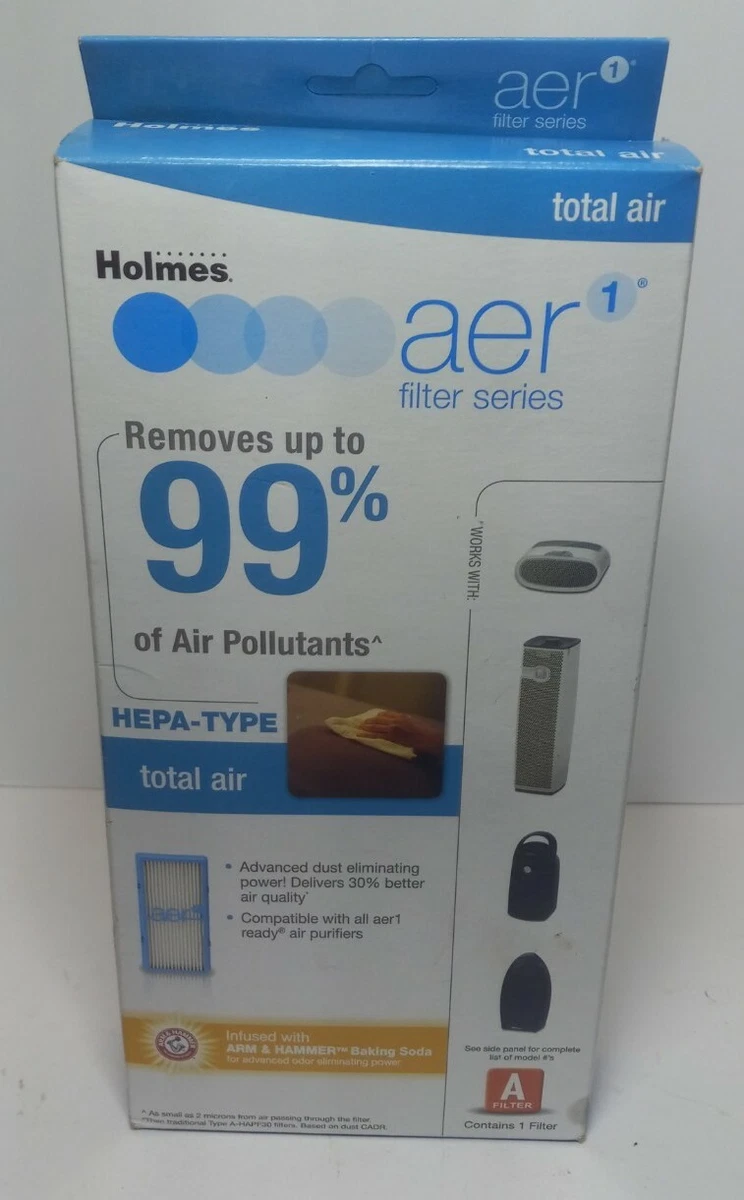 aer1®
filter series
Holmes
total air
total air
Holmes®
aer1®
filter series
Removes up to
99%
of Air Pollutants^
HEPA-TYPE
total air
aer1
• Advanced dust eliminating
power! Delivers 30% better
air quality*
• Compatible with all aer1
ready® air purifiers
ARM & HAMMER
Infused with
ARM & HAMMER™ Baking Soda
for advanced odor eliminating power
*WORKS WITH:
See side panel for complete
list of model #'s
A
FILTER
Contains 1 Filter
^ As small as 2 microns from air passing through the filter.
*Than traditional Type A-HAPF30 filters. Based on dust CADR.